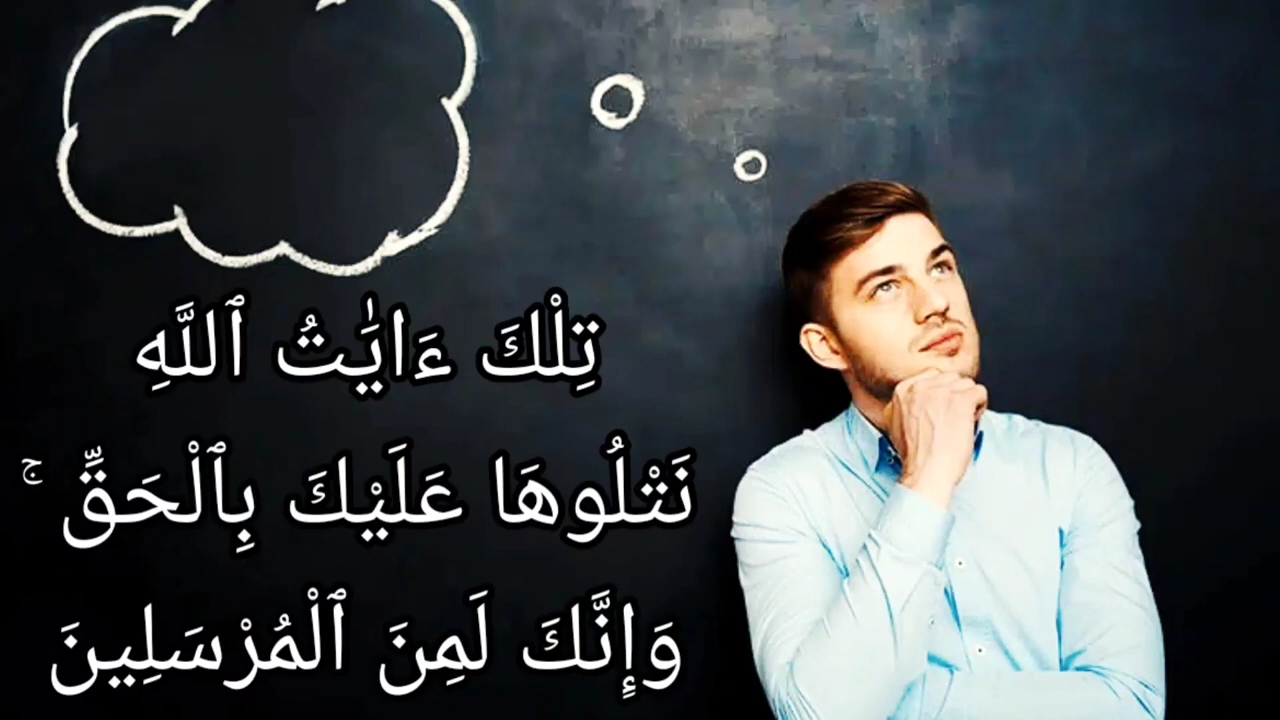 تِلْكَ ءَايَٰتُ ٱللَّهِ
نَتْلُوهَا عَلَيْكَ بِٱلْحَقِّ ۚ
وَإِنَّكَ لَمِنَ ٱلْمُرْسَلِينَ